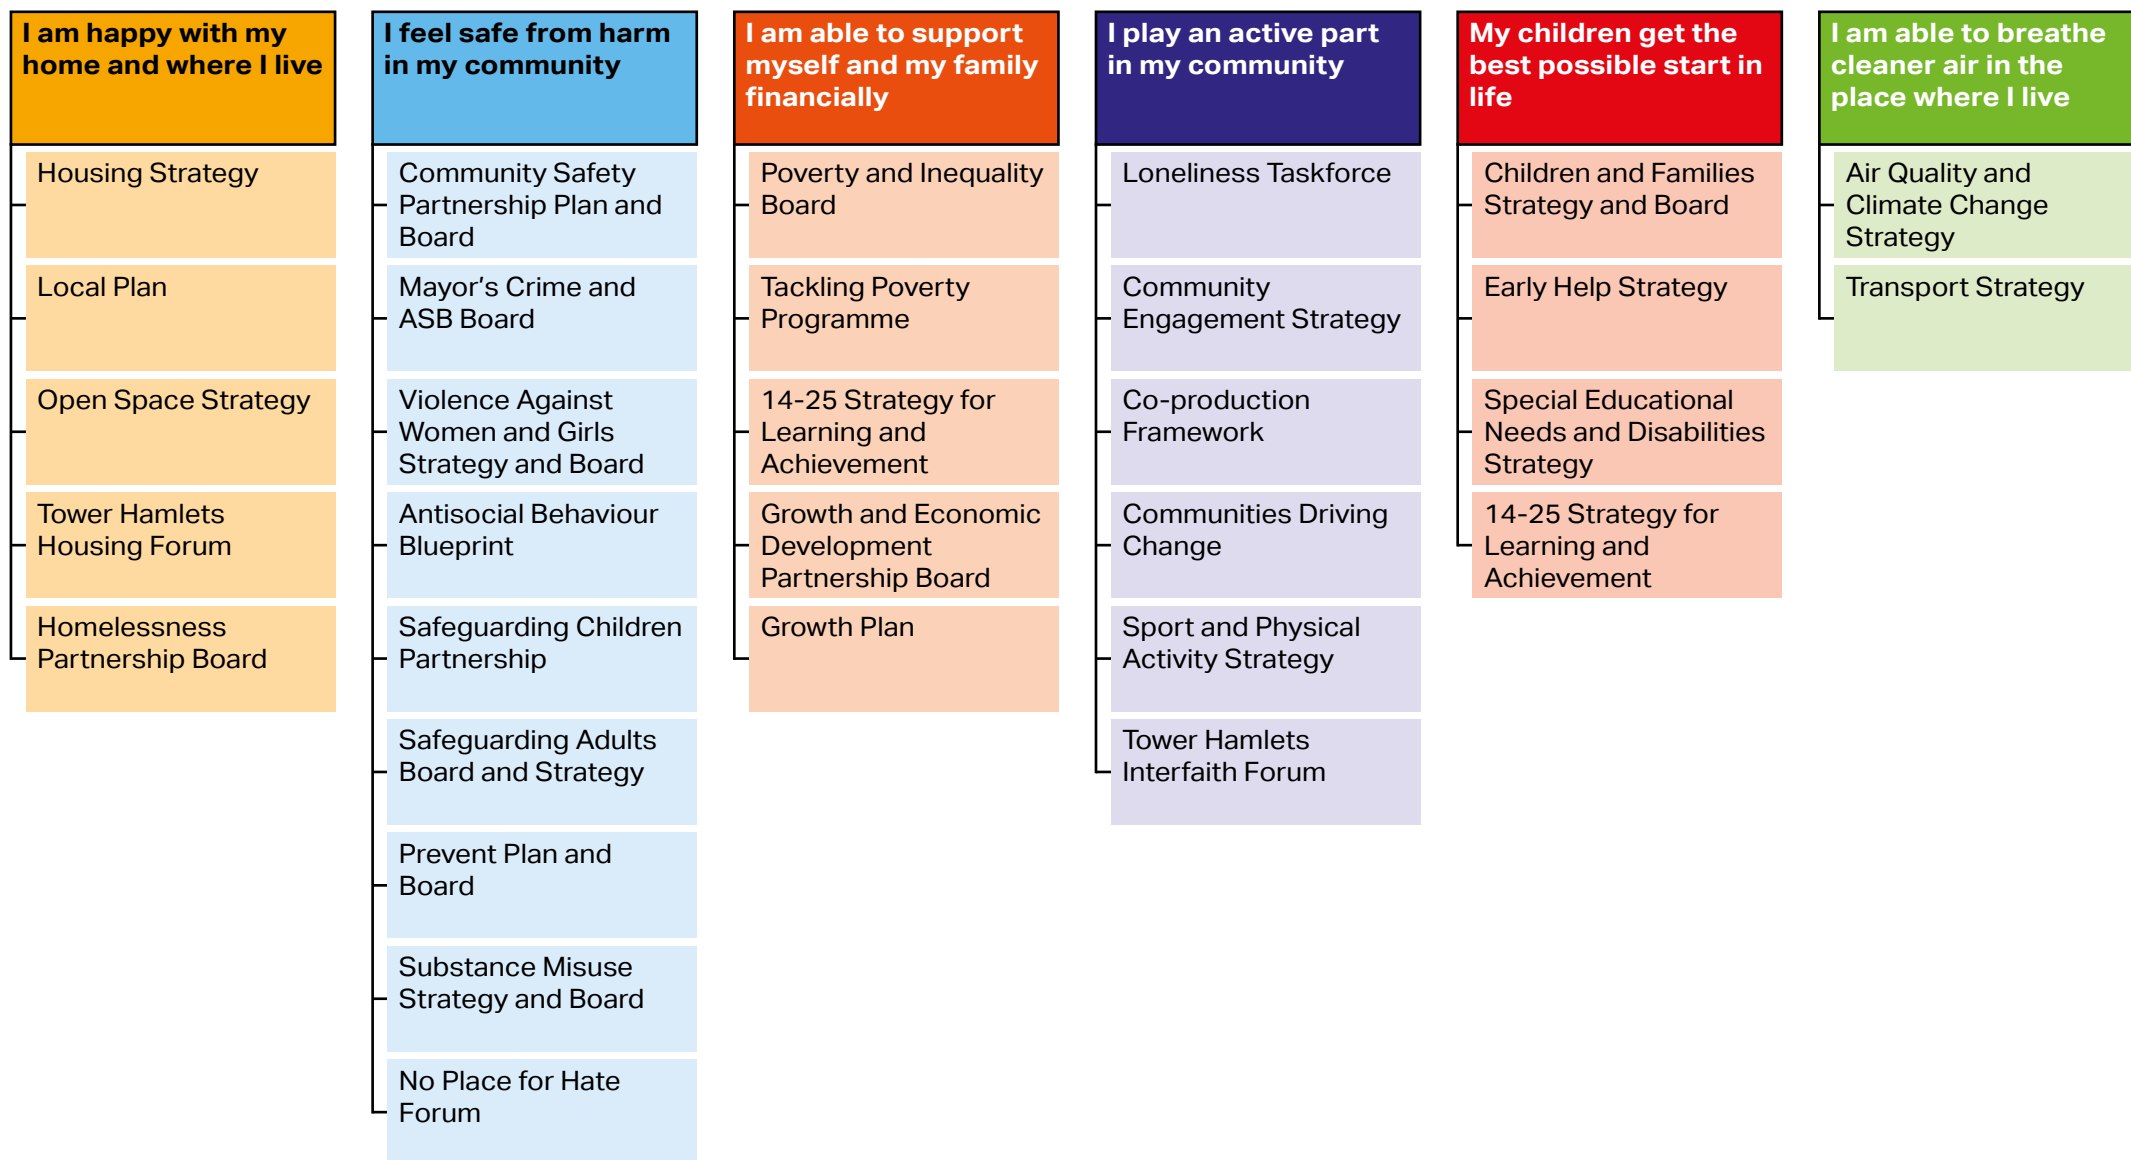 I am happy with my
home and where I live
Housing Strategy
Local Plan
Open Space Strategy
Tower Hamlets
Housing Forum
Homelessness
Partnership Board
I feel safe from harm
in my community
Community Safety
Partnership Plan and
Board
Mayor's Crime and
ASB Board
Violence Against
Women and Girls
Strategy and Board
Antisocial Behaviour
Blueprint
Safeguarding Children
Partnership
Safeguarding Adults
Board and Strategy
Prevent Plan and
Board
Substance Misuse
Strategy and Board
No Place for Hate
Forum
I am able to support
myself and my family
financially
Poverty and Inequality
Board
Tackling Poverty
Programme
14-25 Strategy for
Learning and
Achievement
Growth and Economic
Development
Partnership Board
Growth Plan
I play an active part
in my community
Loneliness Taskforce
Community
Engagement Strategy
Co-production
Framework
Communities Driving
Change
Sport and Physical
Activity Strategy
Tower Hamlets
Interfaith Forum
My children get the
best possible start in
life
Children and Families
Strategy and Board
Early Help Strategy
Special Educational
Needs and Disabilities
Strategy
14-25 Strategy for
Learning and
Achievement
I am able to breathe
cleaner air in the
place where I live
Air Quality and
Climate Change
Strategy
Transport Strategy